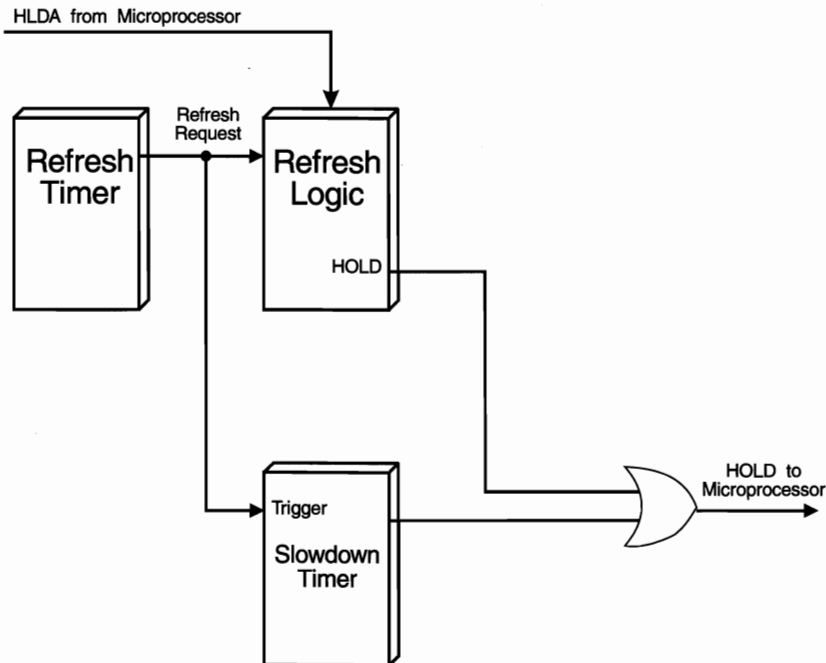 HLDA from Microprocessor
Refresh
Request
Refresh
Timer
Refresh
Logic
HOLD
Trigger
Slowdown
Timer
HOLD to
Microprocessor